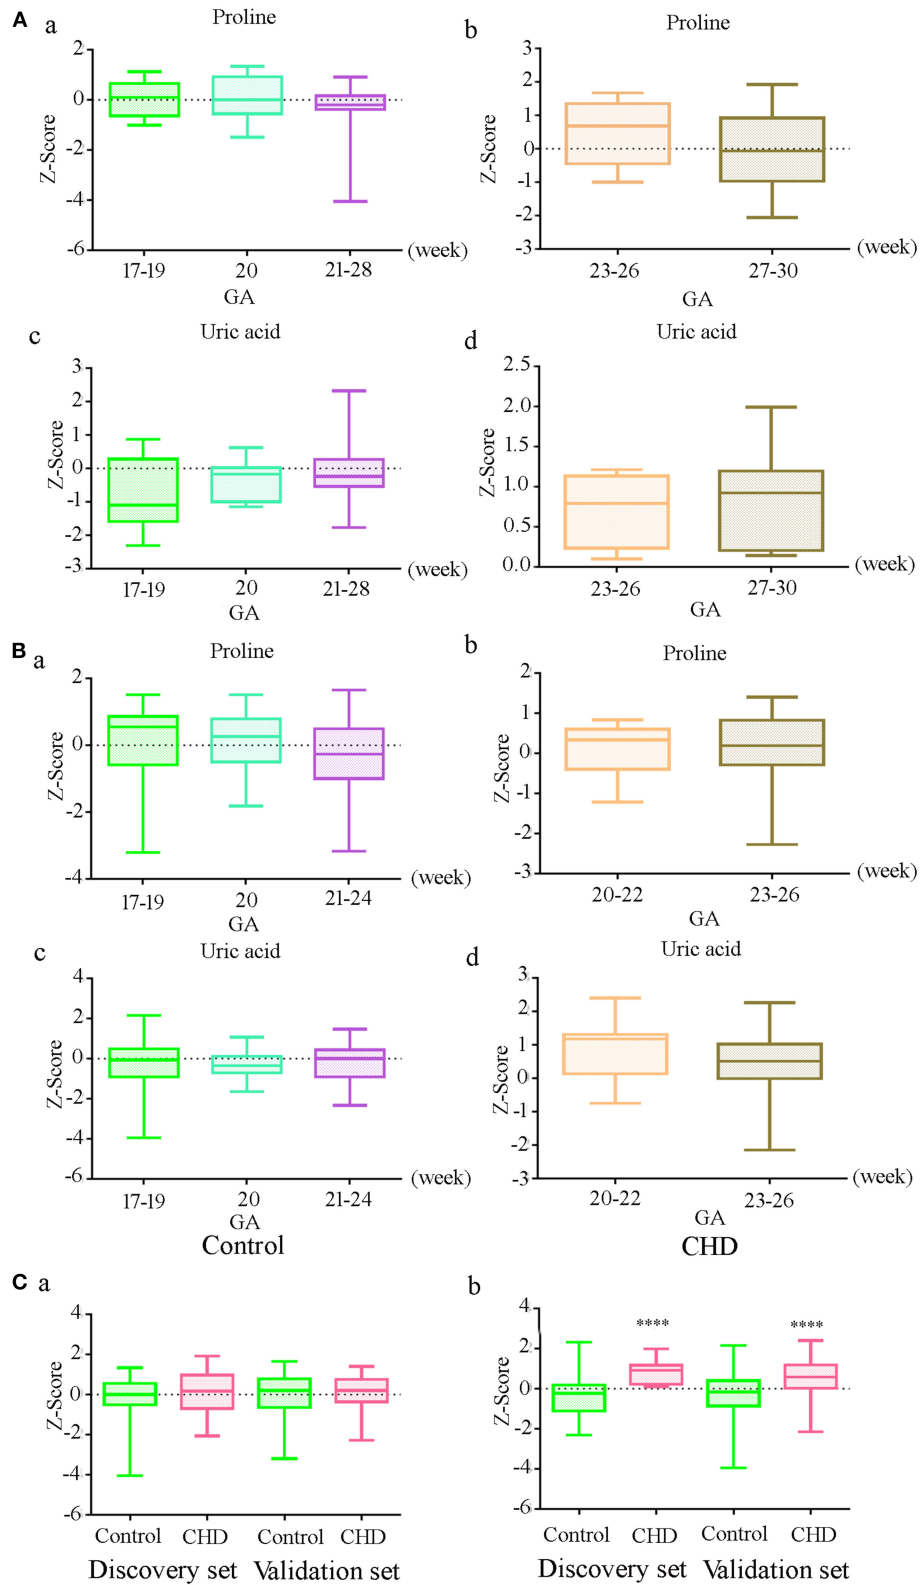 A a Proline
2
0
-2
-4
-6
Z-Score
17-19 20 21-28 (week)
GA
b Proline
3
2
1
0
-1
-2
-3
Z-Score
23-26 27-30 (week)
GA
c Uric acid
3
2
1
0
-1
-2
-3
Z-Score
17-19 20 21-28 (week)
GA
d Uric acid
2.5
2.0
1.5
1.0
0.5
0.0
Z-Score
23-26 27-30 (week)
GA
B a Proline
2
0
-2
-4
Z-Score
17-19 20 21-24 (week)
GA
b Proline
2
1
0
-1
-2
-3
Z-Score
20-22 23-26 (week)
GA
c Uric acid
4
2
0
-2
-4
-6
Z-Score
17-19 20 21-24 (week)
GA
Control
d Uric acid
3
2
1
0
-1
-2
-3
Z-Score
20-22 23-26 (week)
GA
CHD
C a
4
2
0
-2
-4
-6
Z-Score
Control CHD Control CHD
Discovery set Validation set
b
4
2
0
-2
-4
-6
Z-Score
**** ****
Control CHD Control CHD
Discovery set Validation set